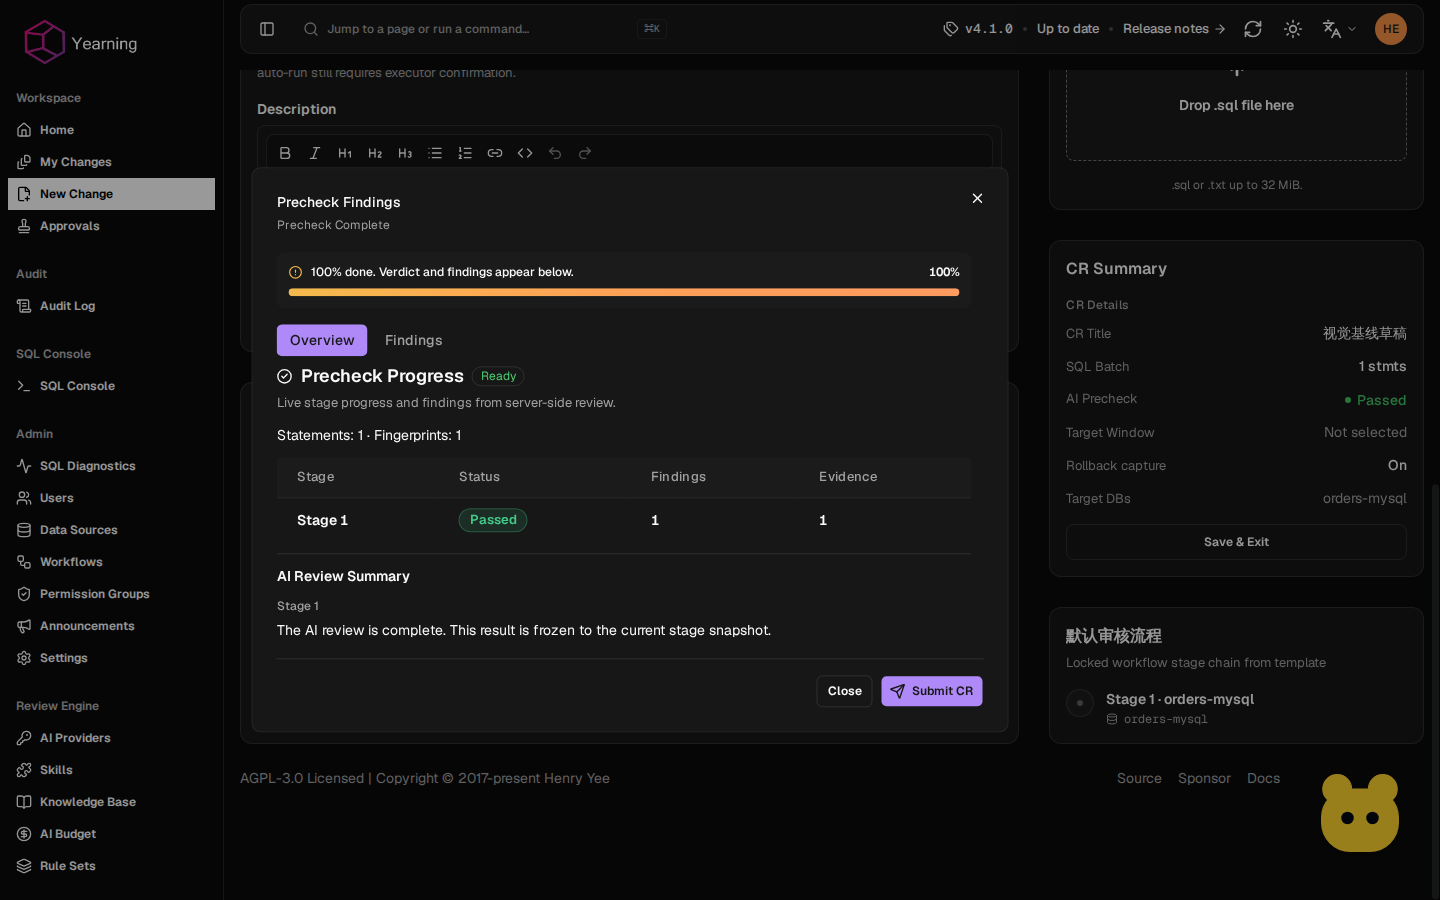 Yearning
Workspace
Home
My Changes
New Change
Approvals
Audit
Audit Log
SQL Console
SQL Console
Admin
SQL Diagnostics
Users
Data Sources
Workflows
Permission Groups
Announcements
Settings
Review Engine
AI Providers
Skills
Knowledge Base
AI Budget
Rule Sets
Jump to a page or run a command...
⌘K
v4.1.0
Up to date
Release notes →
HE
auto-run still requires executor confirmation.
Description
H1 H2 H3
Precheck Findings
Precheck Complete
100% done. Verdict and findings appear below.
100%
Overview
Findings
Precheck Progress
Ready
Live stage progress and findings from server-side review.
Statements: 1 · Fingerprints: 1
Stage Status Findings Evidence
Stage 1 Passed 1 1
AI Review Summary
Stage 1
The AI review is complete. This result is frozen to the current stage snapshot.
Close
Submit CR
Drop .sql file here
.sql or .txt up to 32 MiB.
CR Summary
CR Details
CR Title 视觉基线草稿
SQL Batch 1 stmts
AI Precheck Passed
Target Window Not selected
Rollback capture On
Target DBs orders-mysql
Save & Exit
默认审核流程
Locked workflow stage chain from template
Stage 1 · orders-mysql
orders-mysql
AGPL-3.0 Licensed | Copyright © 2017-present Henry Yee
Source
Sponsor
Docs